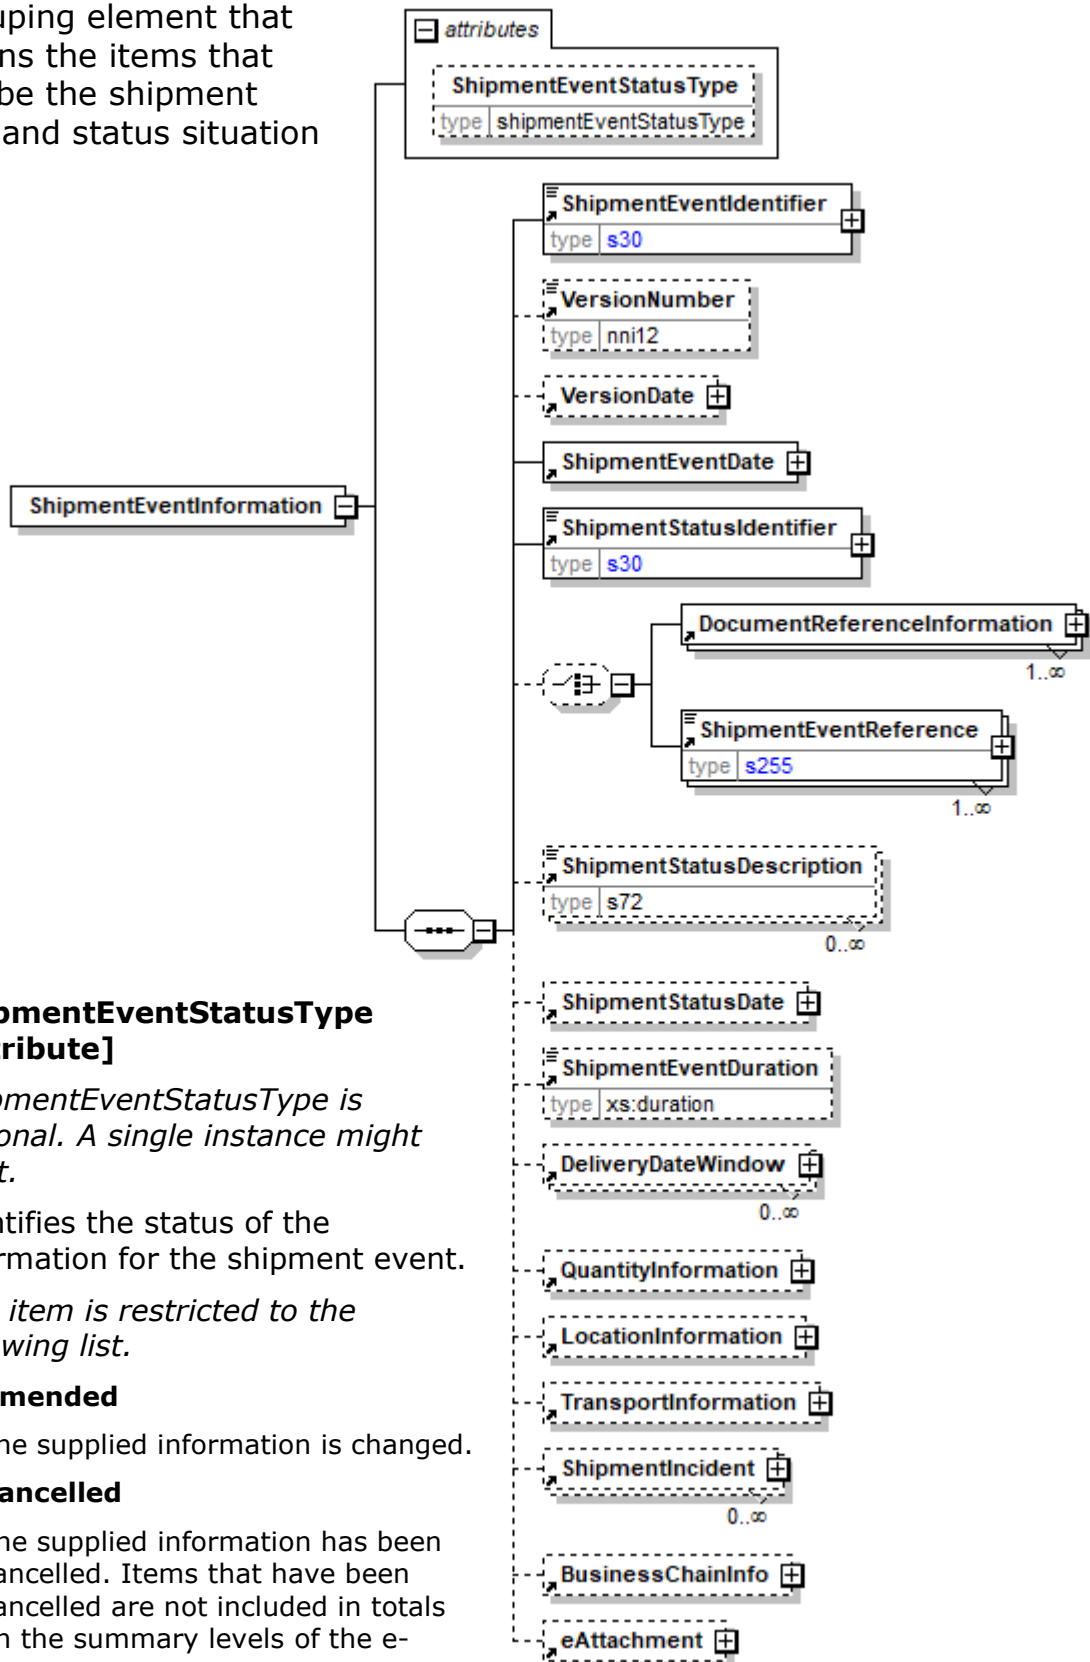 uping element that
ns the items that
be the shipment
and status situation
attributes
ShipmentEventStatusType
type shipmentEventStatusType
ShipmentEventIdentifier
type s30
VersionNumber
type nni12
VersionDate
ShipmentEventDate
ShipmentEventInformation
ShipmentStatusIdentifier
type s30
DocumentReferenceInformation
1..∞
ShipmentEventReference
type s255
1..∞
ShipmentStatusDescription
type s72
0..∞
ShipmentStatusDate
ShipmentEventDuration
type xs:duration
DeliveryDateWindow
0..∞
QuantityInformation
LocationInformation
TransportInformation
ShipmentIncident
0..∞
BusinessChainInfo
eAttachment
pmentEventStatusType
tribute]
pmentEventStatusType is
onal. A single instance might
t.
ntifies the status of the
rmation for the shipment event.
item is restricted to the
wing list.
mended
he supplied information is changed.
ancelled
he supplied information has been
ancelled. Items that have been
ancelled are not included in totals
n the summary levels of the e-